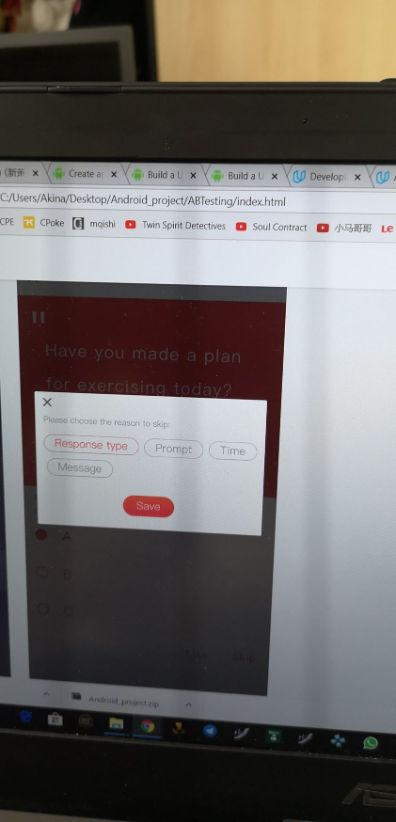 Create a
Build a U
Build a U
Develop
C:/Users/Akina/Desktop/Android_project/ABTesting/index.html
CPE CPoke mqishi Twin Spirit Detectives Soul Contract 小马哥哥 Le
Have you made a plan
for exercising today?
Please choose the reason to skip:
Response type Prompt Time
Message
Save
A
B
C
Skip
Android_project.zip